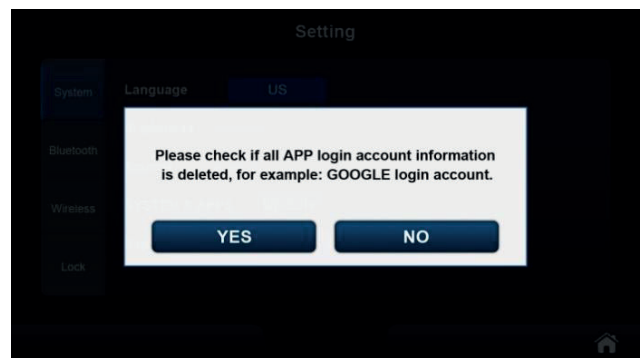 Setting
System
Language US
Please check if all APP login account information
is deleted, for example: GOOGLE login account.
Bluetooth
YES NO
Wireless
Lock